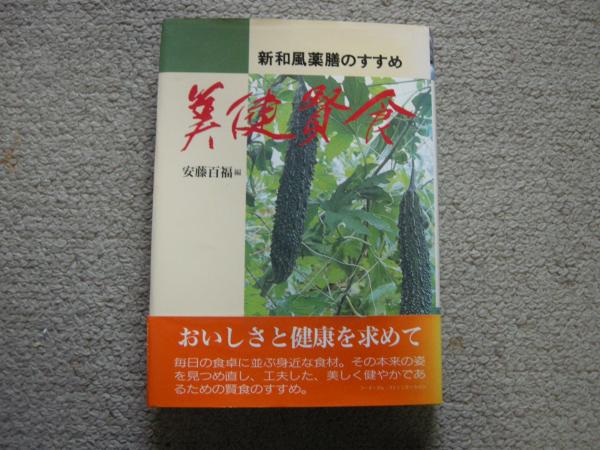 新和風薬膳のすすめ
美健賢食
安藤百福 編
おいしさと健康を求めて
毎日の食卓に並ぶ身近な食材。その本来の姿
を見つめ直し、工夫した、美しく健やかであ
るための賢食のすすめ。